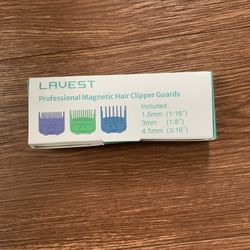 LAVEST
Professional Magnetic Hair Clipper Guards
Included:
1.5mm (1/16")
3mm (1/8")
4.5mm (3/16")